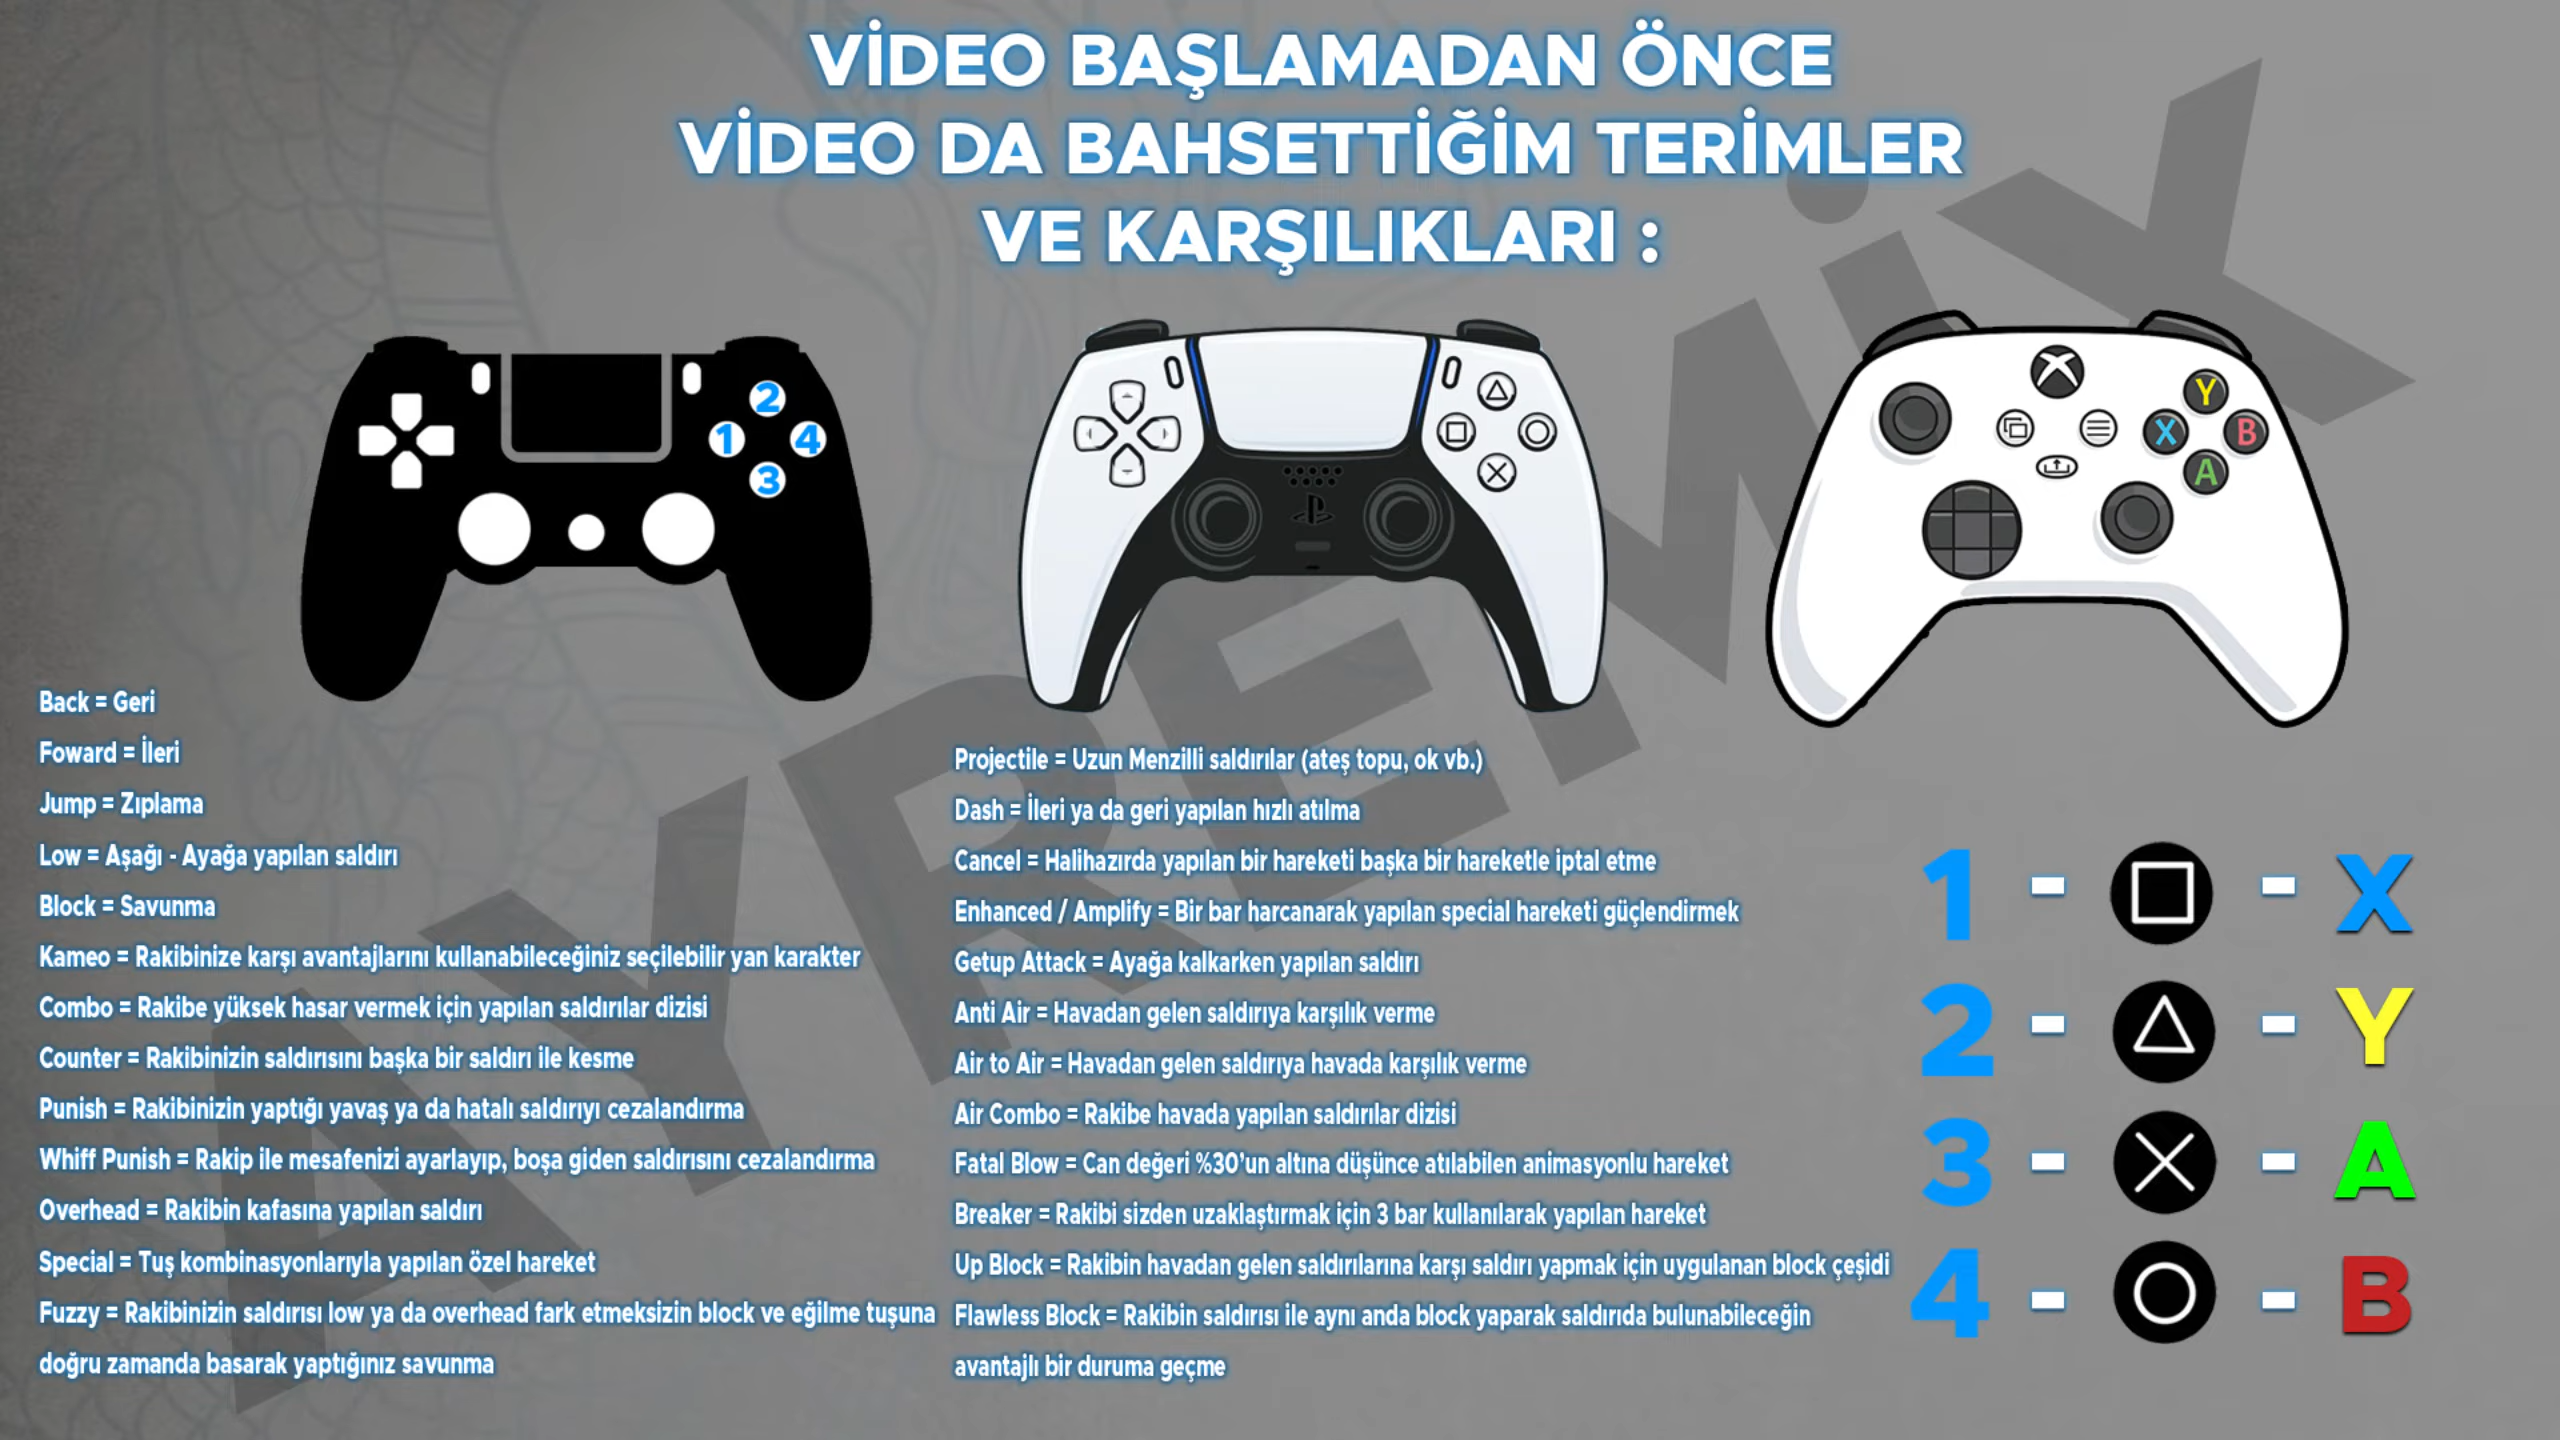 VİDEO BAŞLAMADAN ÖNCE
VİDEO DA BAHSETTİĞİM TERİMLER
VE KARŞILIKLARI :
2
1
4
3
Y
X
B
A
Back = Geri
Foward = İleri
Jump = Zıplama
Low = Aşağı - Ayağa yapılan saldırı
Block = Savunma
Kameo = Rakibinize karşı avantajlarını kullanabileceğiniz seçilebilir yan karakter
Combo = Rakibe yüksek hasar vermek için yapılan saldırılar dizisi
Counter = Rakibinizin saldırısını başka bir saldırı ile kesme
Punish = Rakibinizin yaptığı yavaş ya da hatalı saldırıyı cezalandırma
Whiff Punish = Rakip ile mesafenizi ayarlayıp, boşa giden saldırısını cezalandırma
Overhead = Rakibin kafasına yapılan saldırı
Special = Tuş kombinasyonlarıyla yapılan özel hareket
Fuzzy = Rakibinizin saldırısı low ya da overhead fark etmeksizin block ve eğilme tuşuna
doğru zamanda basarak yaptığınız savunma
Projectile = Uzun Menzilli saldırılar (ateş topu, ok vb.)
Dash = İleri ya da geri yapılan hızlı atılma
Cancel = Halihazırda yapılan bir hareketi başka bir hareketle iptal etme
Enhanced / Amplify = Bir bar harcanarak yapılan special hareketi güçlendirmek
Getup Attack = Ayağa kalkarken yapılan saldırı
Anti Air = Havadan gelen saldırıya karşılık verme
Air to Air = Havadan gelen saldırıya havada karşılık verme
Air Combo = Rakibe havada yapılan saldırılar dizisi
Fatal Blow = Can değeri %30'un altına düşünce atılabilen animasyonlu hareket
Breaker = Rakibi sizden uzaklaştırmak için 3 bar kullanılarak yapılan hareket
Up Block = Rakibin havadan gelen saldırılarına karşı saldırı yapmak için uygulanan block çeşidi
Flawless Block = Rakibin saldırısı ile aynı anda block yaparak saldırıda bulunabileceğin
avantajlı bir duruma geçme
1 - □ - X
2 - △ - Y
3 - ✕ - A
4 - ○ - B
AYREMİX